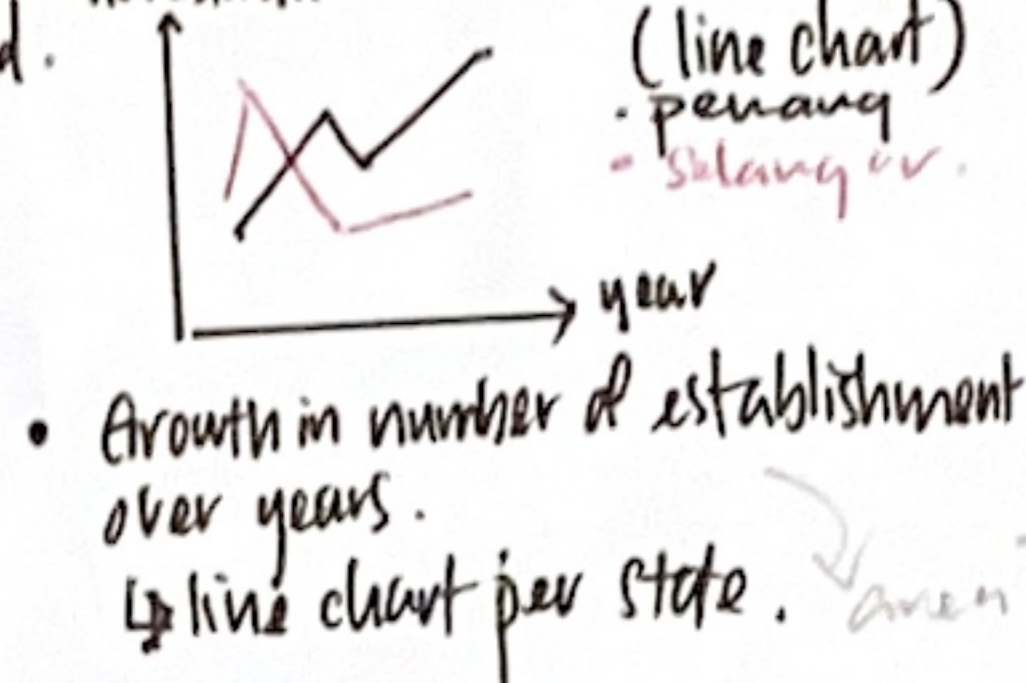 d.
(line chart)
• penang
• Selangor.
year
• Growth in number of establishment
over years.
↳ line chart per state.